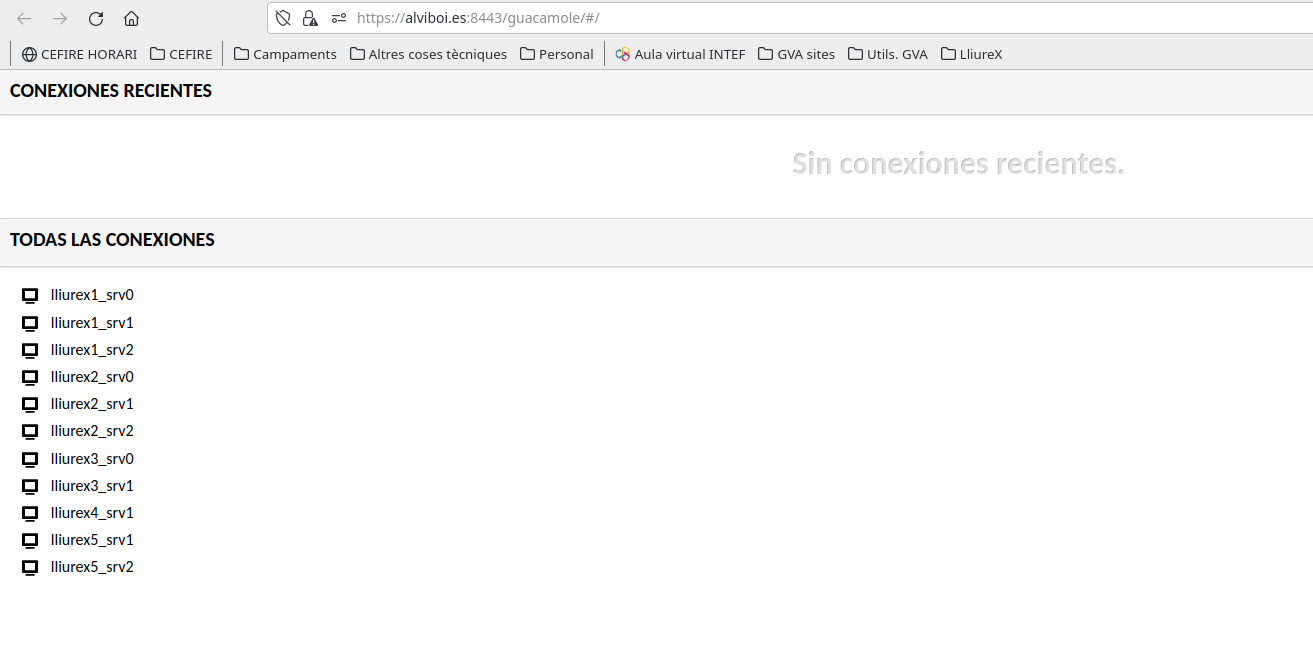 https://alviboi.es:8443/guacamole/#/
CEFIRE HORARI CEFIRE Campaments Altres coses tècniques Personal Aula virtual INTEF GVA sites Utils. GVA LliureX
CONEXIONES RECIENTES
Sin conexiones recientes.
TODAS LAS CONEXIONES
lliurex1_srv0
lliurex1_srv1
lliurex1_srv2
lliurex2_srv0
lliurex2_srv1
lliurex2_srv2
lliurex3_srv0
lliurex3_srv1
lliurex4_srv1
lliurex5_srv1
lliurex5_srv2